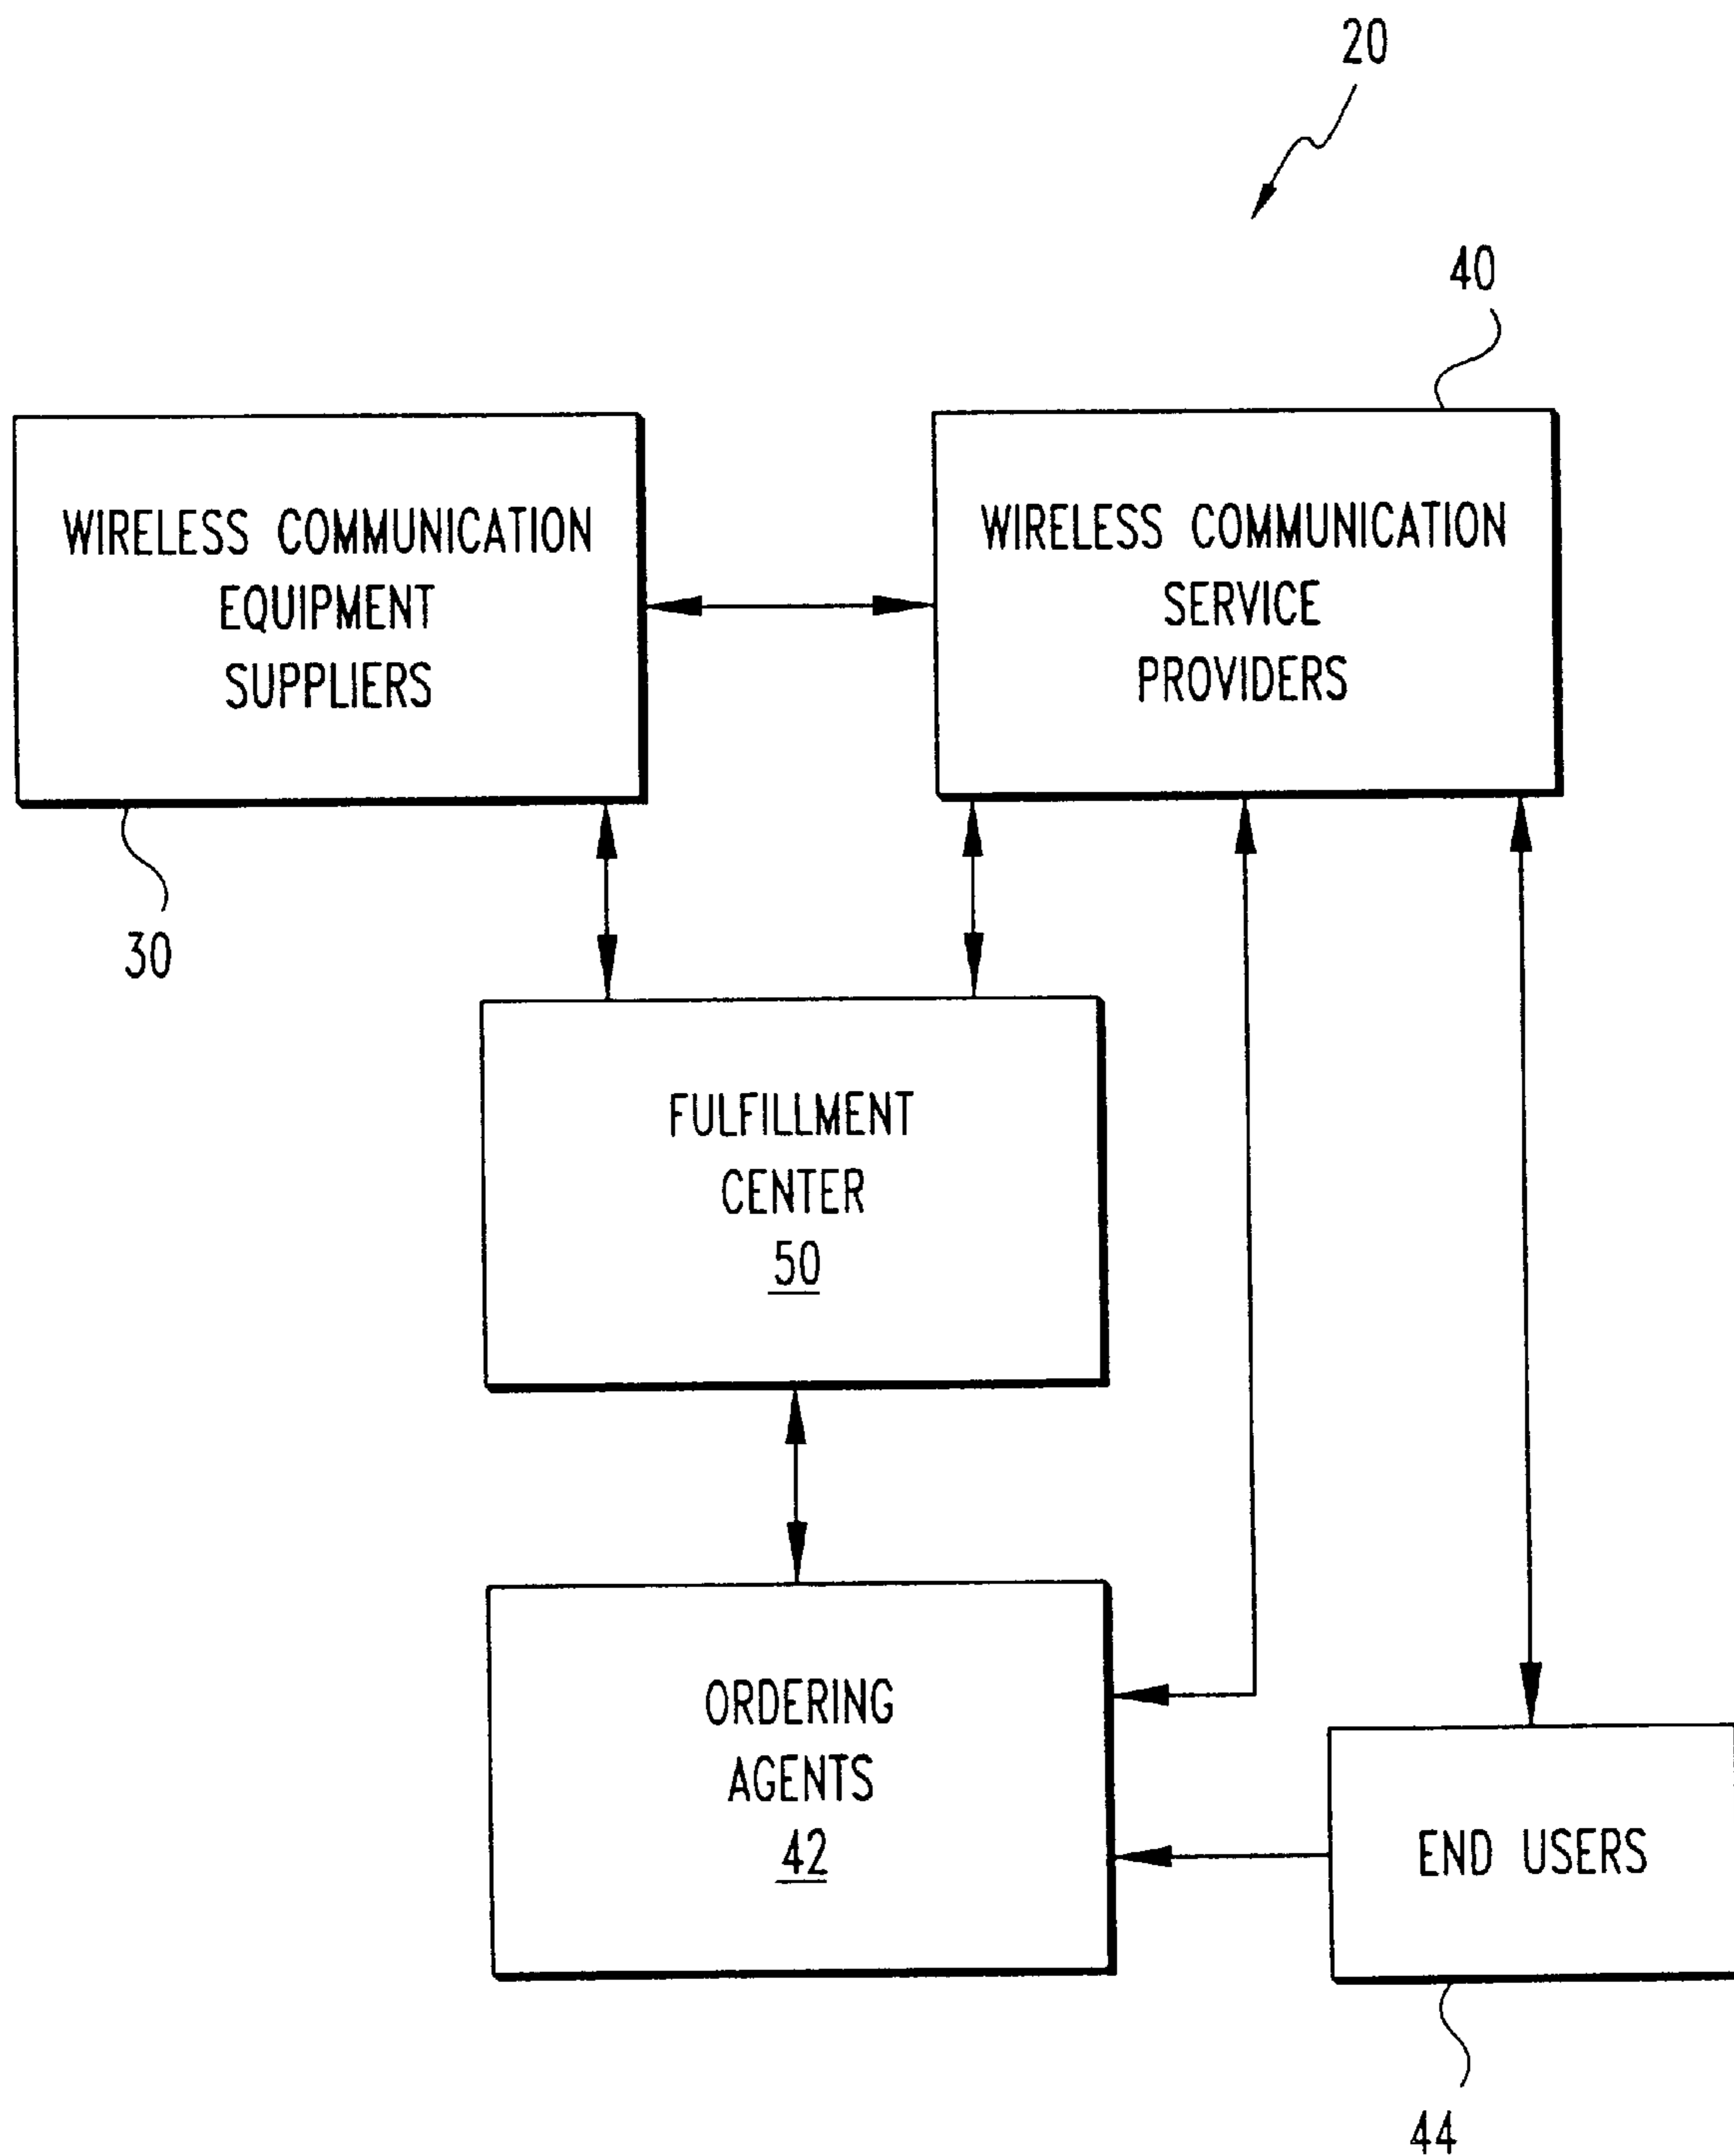 20
40
WIRELESS COMMUNICATION
EQUIPMENT
SUPPLIERS
WIRELESS COMMUNICATION
SERVICE
PROVIDERS
30
FULFILLMENT
CENTER
50
ORDERING
AGENTS
42
END USERS
44